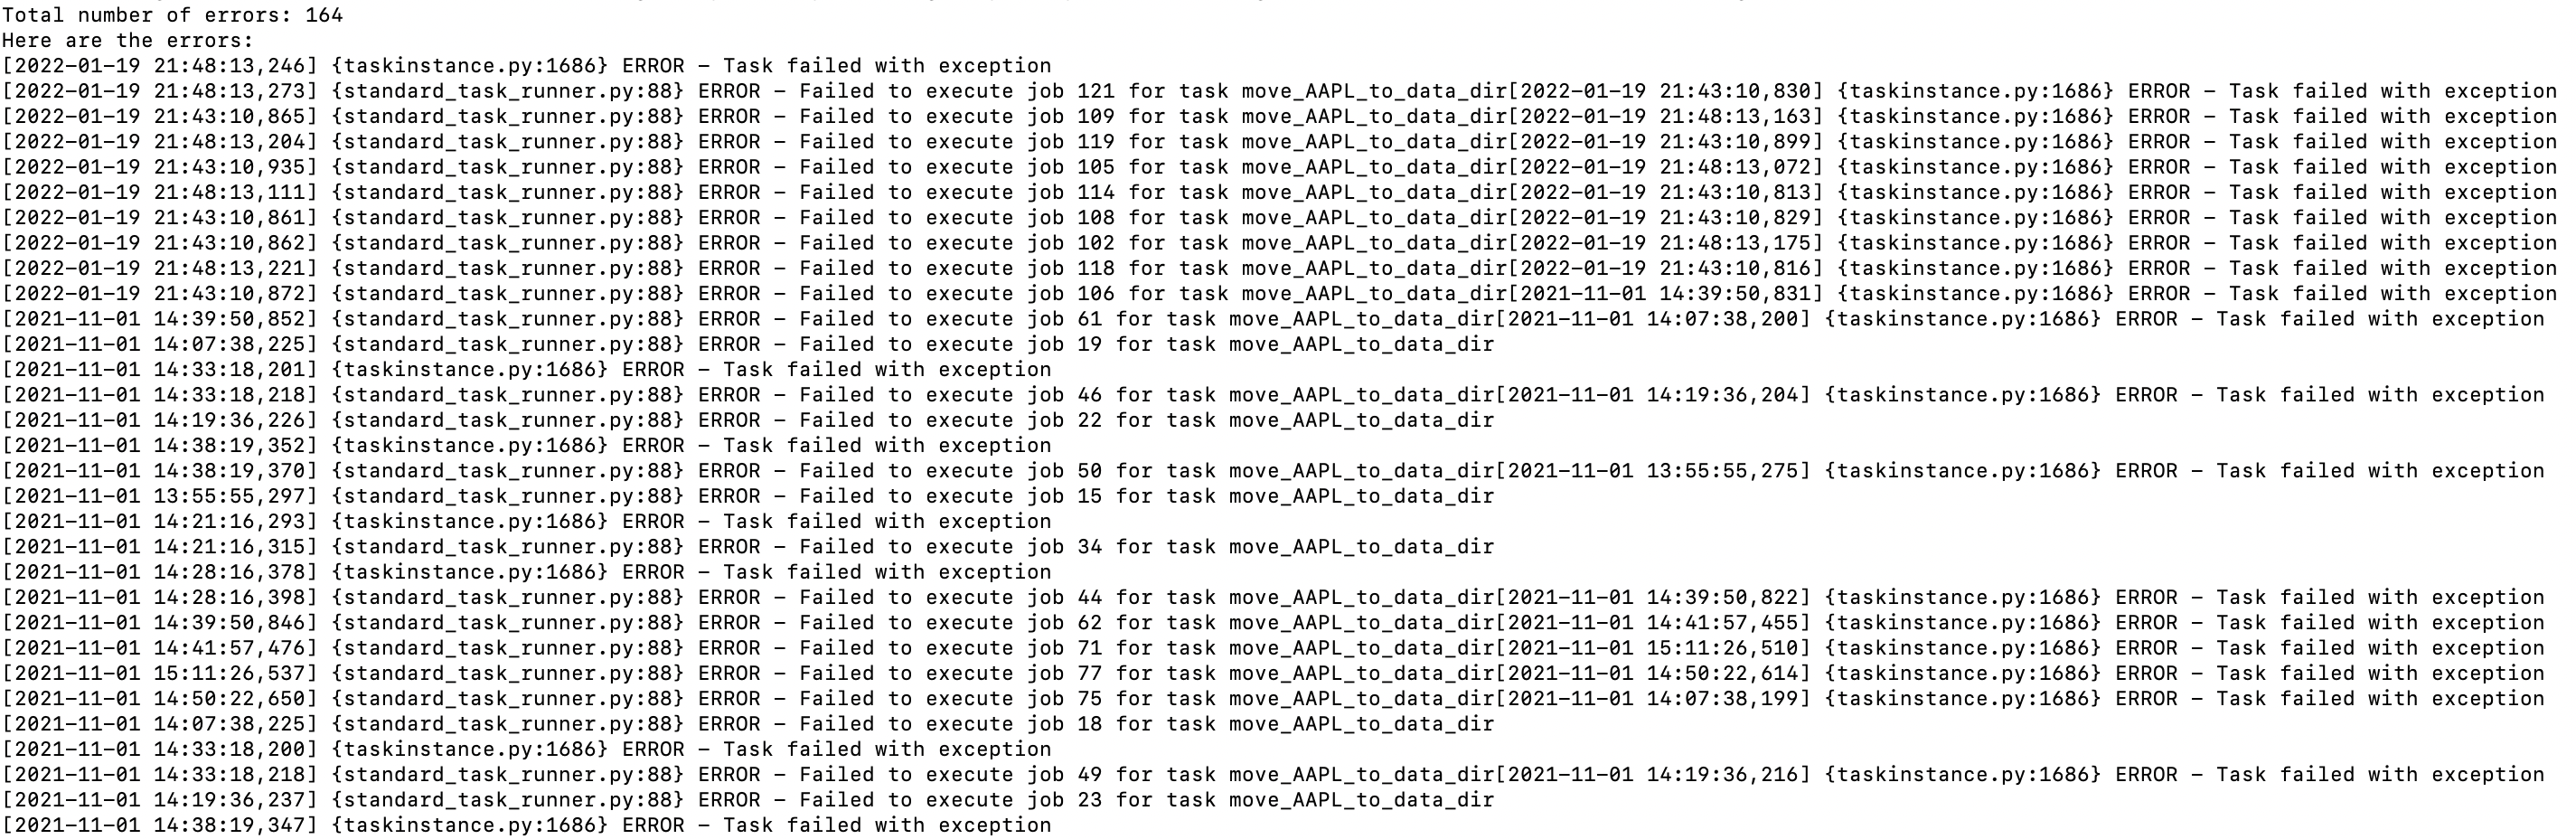 Total number of errors: 164
Here are the errors:
[2022-01-19 21:48:13,246] {taskinstance.py:1686} ERROR - Task failed with exception
[2022-01-19 21:48:13,273] {standard_task_runner.py:88} ERROR - Failed to execute job 121 for task move_AAPL_to_data_dir[2022-01-19 21:43:10,830] {taskinstance.py:1686} ERROR - Task failed with exception
[2022-01-19 21:43:10,865] {standard_task_runner.py:88} ERROR - Failed to execute job 109 for task move_AAPL_to_data_dir[2022-01-19 21:48:13,163] {taskinstance.py:1686} ERROR - Task failed with exception
[2022-01-19 21:48:13,204] {standard_task_runner.py:88} ERROR - Failed to execute job 119 for task move_AAPL_to_data_dir[2022-01-19 21:43:10,899] {taskinstance.py:1686} ERROR - Task failed with exception
[2022-01-19 21:43:10,935] {standard_task_runner.py:88} ERROR - Failed to execute job 105 for task move_AAPL_to_data_dir[2022-01-19 21:48:13,072] {taskinstance.py:1686} ERROR - Task failed with exception
[2022-01-19 21:48:13,111] {standard_task_runner.py:88} ERROR - Failed to execute job 114 for task move_AAPL_to_data_dir[2022-01-19 21:43:10,813] {taskinstance.py:1686} ERROR - Task failed with exception
[2022-01-19 21:43:10,861] {standard_task_runner.py:88} ERROR - Failed to execute job 108 for task move_AAPL_to_data_dir[2022-01-19 21:43:10,829] {taskinstance.py:1686} ERROR - Task failed with exception
[2022-01-19 21:43:10,862] {standard_task_runner.py:88} ERROR - Failed to execute job 102 for task move_AAPL_to_data_dir[2022-01-19 21:48:13,175] {taskinstance.py:1686} ERROR - Task failed with exception
[2022-01-19 21:48:13,221] {standard_task_runner.py:88} ERROR - Failed to execute job 118 for task move_AAPL_to_data_dir[2022-01-19 21:43:10,816] {taskinstance.py:1686} ERROR - Task failed with exception
[2022-01-19 21:43:10,872] {standard_task_runner.py:88} ERROR - Failed to execute job 106 for task move_AAPL_to_data_dir[2021-11-01 14:39:50,831] {taskinstance.py:1686} ERROR - Task failed with exception
[2021-11-01 14:39:50,852] {standard_task_runner.py:88} ERROR - Failed to execute job 61 for task move_AAPL_to_data_dir[2021-11-01 14:07:38,200] {taskinstance.py:1686} ERROR - Task failed with exception
[2021-11-01 14:07:38,225] {standard_task_runner.py:88} ERROR - Failed to execute job 19 for task move_AAPL_to_data_dir
[2021-11-01 14:33:18,201] {taskinstance.py:1686} ERROR - Task failed with exception
[2021-11-01 14:33:18,218] {standard_task_runner.py:88} ERROR - Failed to execute job 46 for task move_AAPL_to_data_dir[2021-11-01 14:19:36,204] {taskinstance.py:1686} ERROR - Task failed with exception
[2021-11-01 14:19:36,226] {standard_task_runner.py:88} ERROR - Failed to execute job 22 for task move_AAPL_to_data_dir
[2021-11-01 14:38:19,352] {taskinstance.py:1686} ERROR - Task failed with exception
[2021-11-01 14:38:19,370] {standard_task_runner.py:88} ERROR - Failed to execute job 50 for task move_AAPL_to_data_dir[2021-11-01 13:55:55,275] {taskinstance.py:1686} ERROR - Task failed with exception
[2021-11-01 13:55:55,297] {standard_task_runner.py:88} ERROR - Failed to execute job 15 for task move_AAPL_to_data_dir
[2021-11-01 14:21:16,293] {taskinstance.py:1686} ERROR - Task failed with exception
[2021-11-01 14:21:16,315] {standard_task_runner.py:88} ERROR - Failed to execute job 34 for task move_AAPL_to_data_dir
[2021-11-01 14:28:16,378] {taskinstance.py:1686} ERROR - Task failed with exception
[2021-11-01 14:28:16,398] {standard_task_runner.py:88} ERROR - Failed to execute job 44 for task move_AAPL_to_data_dir[2021-11-01 14:39:50,822] {taskinstance.py:1686} ERROR - Task failed with exception
[2021-11-01 14:39:50,846] {standard_task_runner.py:88} ERROR - Failed to execute job 62 for task move_AAPL_to_data_dir[2021-11-01 14:41:57,455] {taskinstance.py:1686} ERROR - Task failed with exception
[2021-11-01 14:41:57,476] {standard_task_runner.py:88} ERROR - Failed to execute job 71 for task move_AAPL_to_data_dir[2021-11-01 15:11:26,510] {taskinstance.py:1686} ERROR - Task failed with exception
[2021-11-01 15:11:26,537] {standard_task_runner.py:88} ERROR - Failed to execute job 77 for task move_AAPL_to_data_dir[2021-11-01 14:50:22,614] {taskinstance.py:1686} ERROR - Task failed with exception
[2021-11-01 14:50:22,650] {standard_task_runner.py:88} ERROR - Failed to execute job 75 for task move_AAPL_to_data_dir[2021-11-01 14:07:38,199] {taskinstance.py:1686} ERROR - Task failed with exception
[2021-11-01 14:07:38,225] {standard_task_runner.py:88} ERROR - Failed to execute job 18 for task move_AAPL_to_data_dir
[2021-11-01 14:33:18,200] {taskinstance.py:1686} ERROR - Task failed with exception
[2021-11-01 14:33:18,218] {standard_task_runner.py:88} ERROR - Failed to execute job 49 for task move_AAPL_to_data_dir[2021-11-01 14:19:36,216] {taskinstance.py:1686} ERROR - Task failed with exception
[2021-11-01 14:19:36,237] {standard_task_runner.py:88} ERROR - Failed to execute job 23 for task move_AAPL_to_data_dir
[2021-11-01 14:38:19,347] {taskinstance.py:1686} ERROR - Task failed with exception